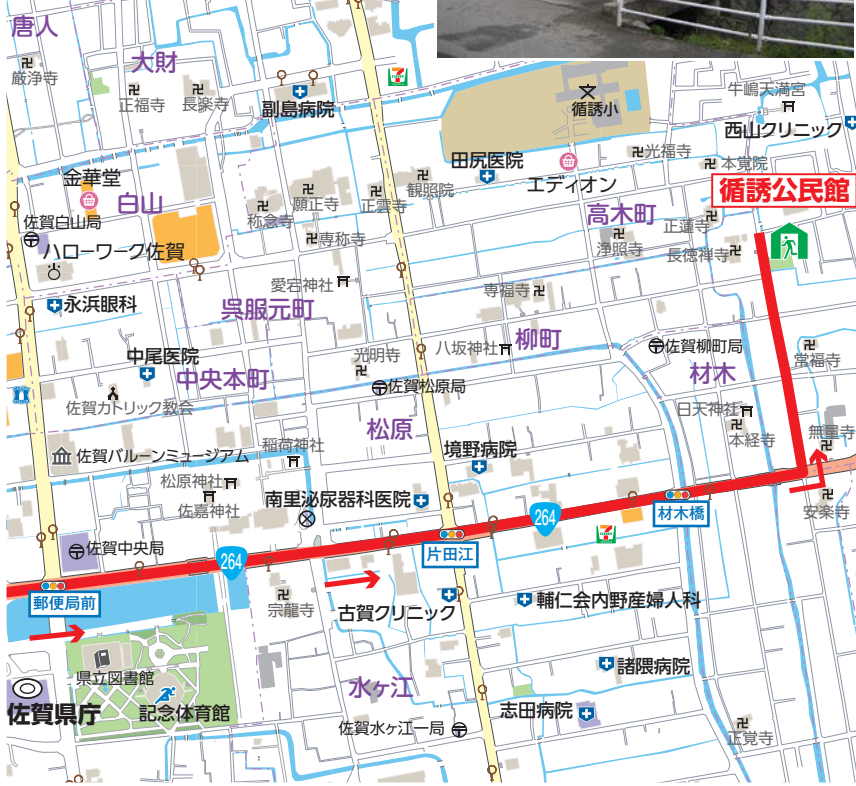 唐人
大財
厳浄寺
正福寺
長楽寺
副島病院
循誘小
牛嶋天満宮
西山クリニック
金華堂
白山
田尻医院
光福寺
本覚院
エディオン
観照院
願正寺
正雲寺
称念寺
循誘公民館
佐賀白山局
専称寺
高木町
正蓮寺
浄照寺
長徳禅寺
ハローワーク佐賀
愛宕神社
専福寺
永浜眼科
呉服元町
柳町
佐賀柳町局
中尾医院
光明寺
八坂神社
常福寺
中央本町
佐賀松原局
材木
佐賀カトリック教会
日天神社
松原
本経寺
無量寺
稲荷神社
境野病院
佐賀バルーンミュージアム
松原神社
佐嘉神社
南里泌尿器科医院
安楽寺
264
材木橋
佐賀中央局
片田江
264
郵便局前
宗龍寺
古賀クリニック
輔仁会内野産婦人科
県立図書館
諸隈病院
水ヶ江
佐賀県庁
記念体育館
志田病院
佐賀水ヶ江一局
正覚寺